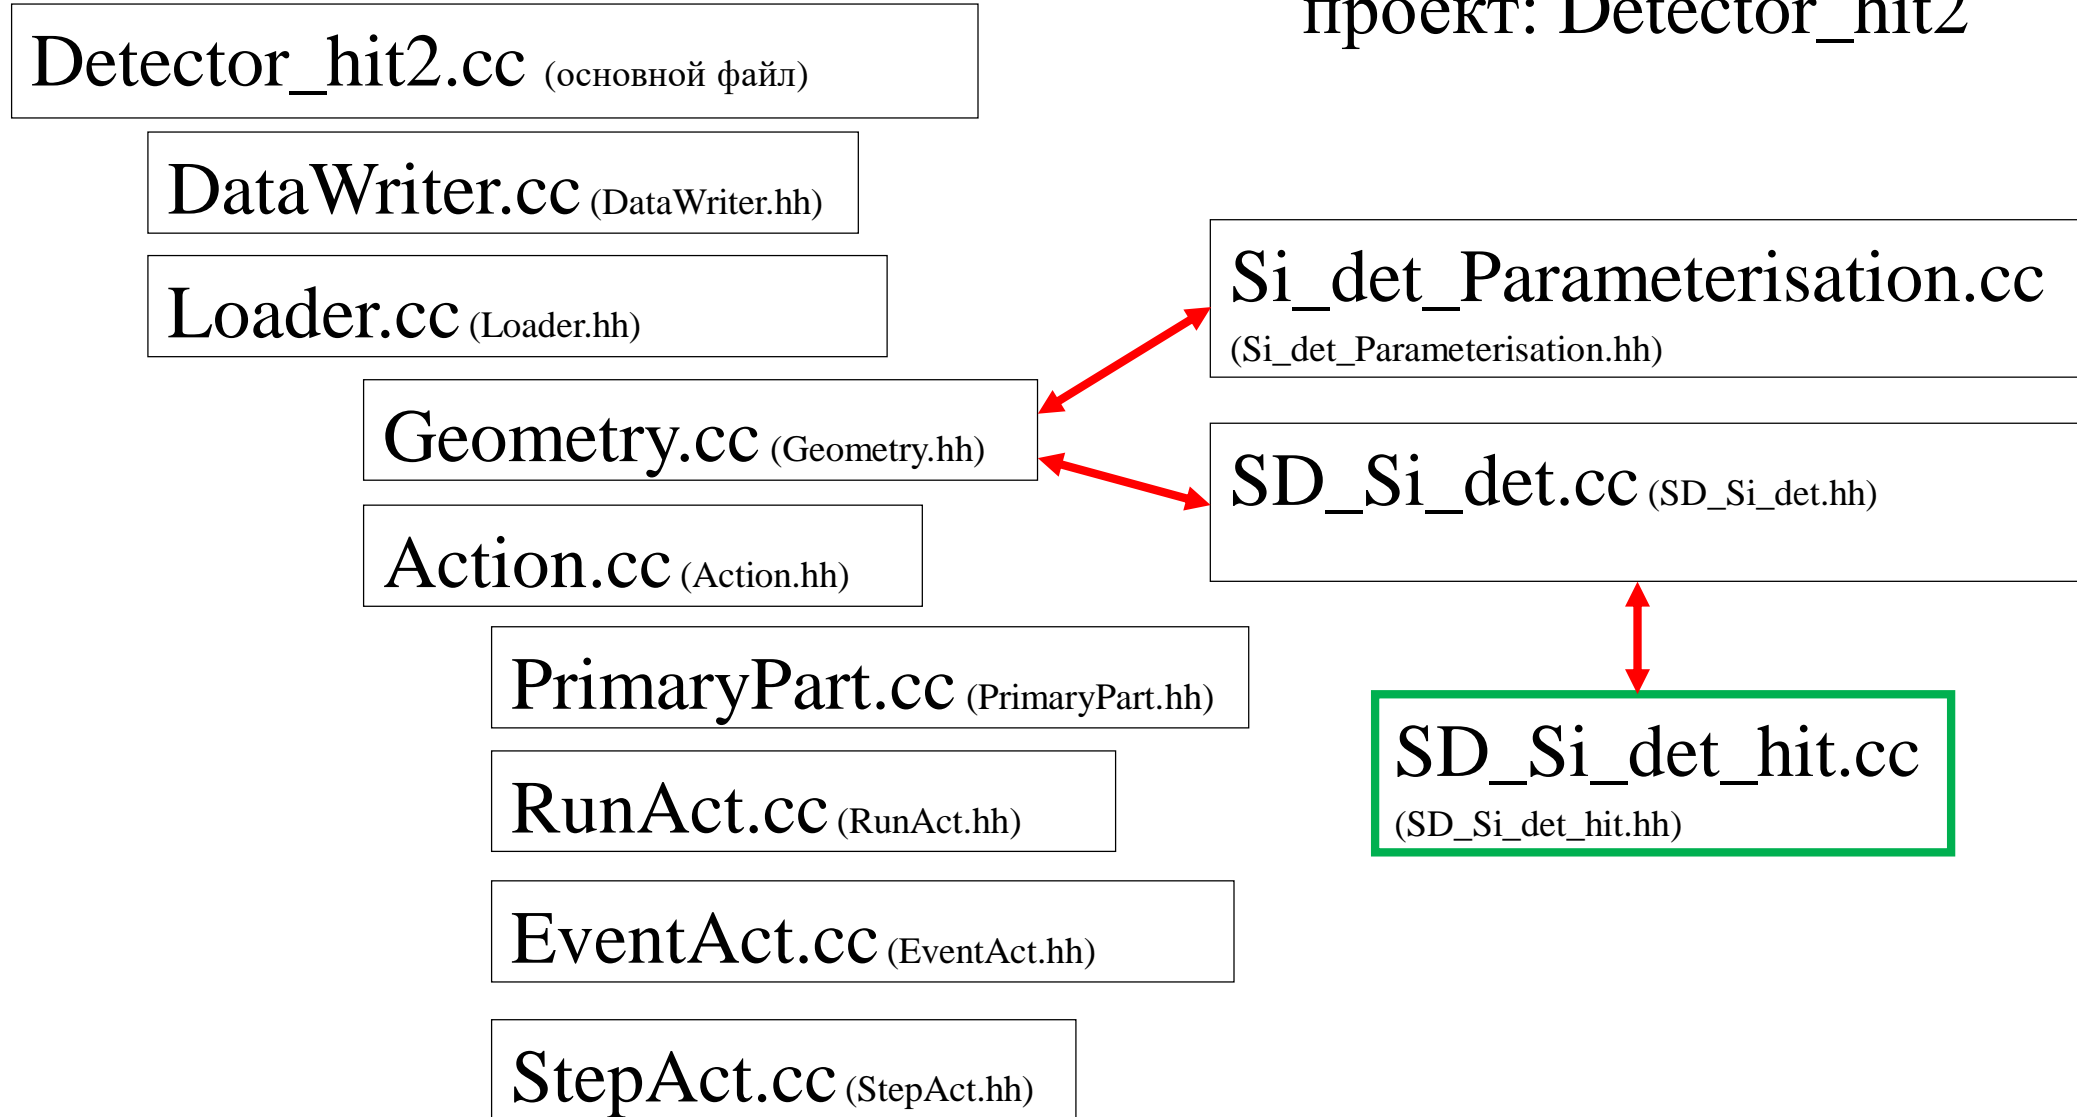 проект: Detector_hit2
Detector_hit2.cc (основной файл)
DataWriter.cc (DataWriter.hh)
Loader.cc (Loader.hh)
Geometry.cc (Geometry.hh)
Action.cc (Action.hh)
PrimaryPart.cc (PrimaryPart.hh)
RunAct.cc (RunAct.hh)
EventAct.cc (EventAct.hh)
StepAct.cc (StepAct.hh)
Si_det_Parameterisation.cc
(Si_det_Parameterisation.hh)
SD_Si_det.cc (SD_Si_det.hh)
SD_Si_det_hit.cc
(SD_Si_det_hit.hh)